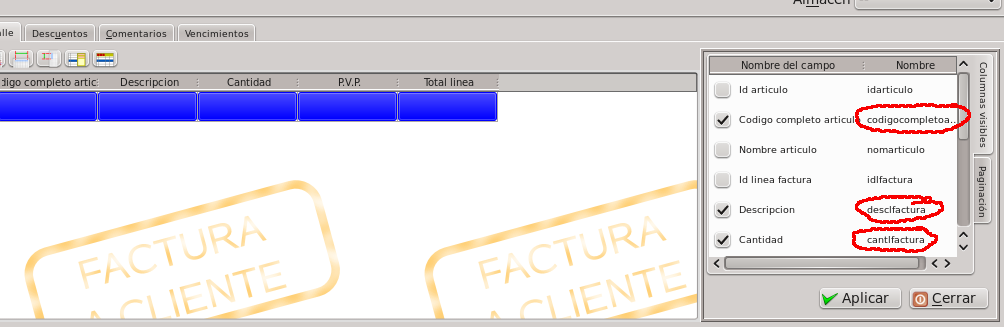 Almacén
alle Descuentos Comentarios Vencimientos
digo completo artic Descripcion Cantidad P.V.P. Total linea
Nombre del campo Nombre
Id articulo idarticulo
Codigo completo articul codigocompletoa...
Nombre articulo nomarticulo
Id linea factura idlfactura
Descripcion desclfactura
Cantidad cantlfactura
Columnas visibles
Paginación
FACTURA
A CLIENTE
FACTURA
A CLIENTE
Aplicar Cerrar